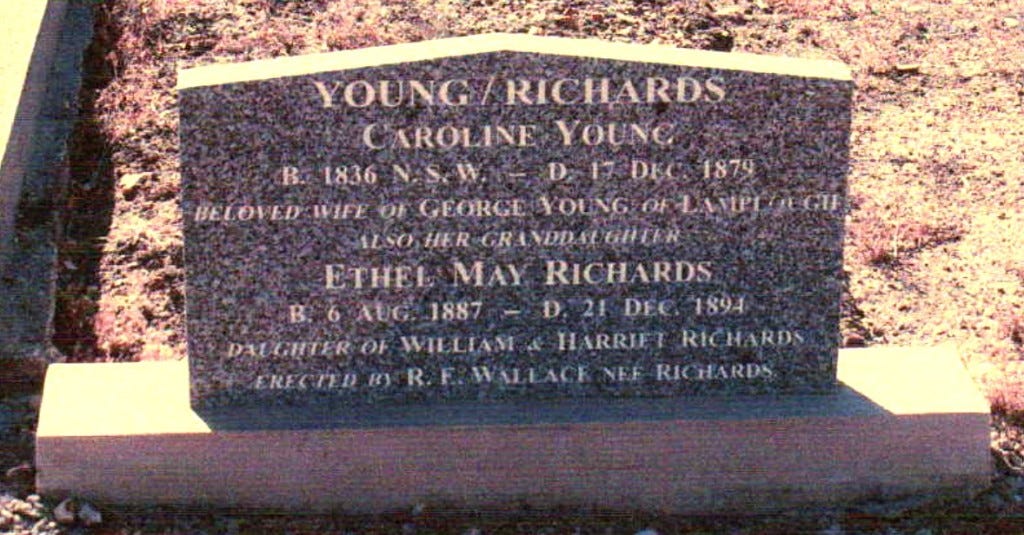 YOUNG / RICHARDS
CAROLINE YOUNG
B. 1836 N.S.W. – D. 17 DEC. 1879
BELOVED WIFE OF GEORGE YOUNG OF LAMPLOUGH
ALSO HER GRANDDAUGHTER
ETHEL MAY RICHARDS
B. 6 AUG. 1887 – D. 21 DEC. 1894
DAUGHTER OF WILLIAM & HARRIET RICHARDS
ERECTED BY R. E. WALLACE NEE RICHARDS